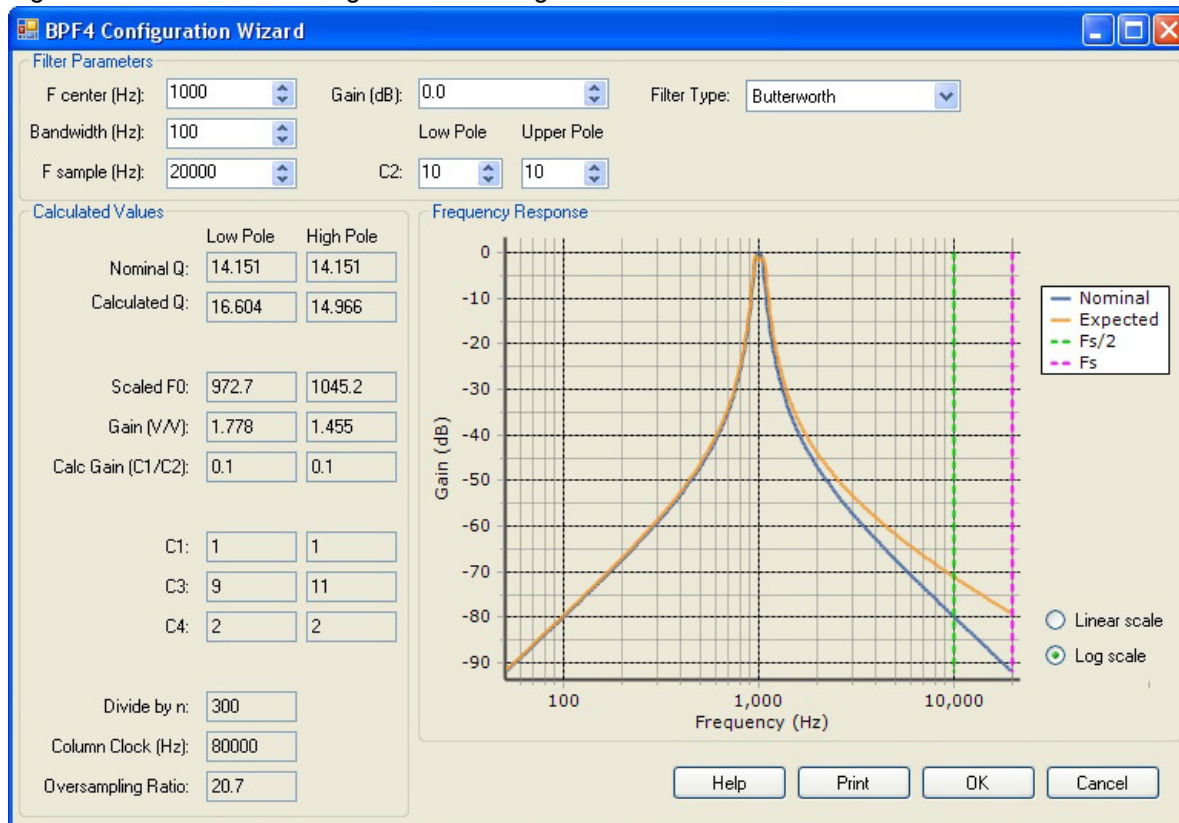 BPF4 Configuration Wizard
Filter Parameters
F center (Hz): 1000 Gain (dB): 0.0 Filter Type: Butterworth
Bandwidth (Hz): 100 Low Pole Upper Pole
F sample (Hz): 20000 C2: 10 10
Calculated Values
Low Pole High Pole
Nominal Q: 14.151 14.151
Calculated Q: 16.604 14.966
Scaled F0: 972.7 1045.2
Gain (V/V): 1.778 1.455
Calc Gain (C1/C2): 0.1 0.1
C1: 1 1
C3: 9 11
C4: 2 2
Divide by n: 300
Column Clock (Hz): 80000
Oversampling Ratio: 20.7
Frequency Response
Gain (dB)
0
-10
-20
-30
-40
-50
-60
-70
-80
-90
100 1,000 10,000
Frequency (Hz)
Nominal
Expected
Fs/2
Fs
Linear scale
Log scale
Help Print OK Cancel